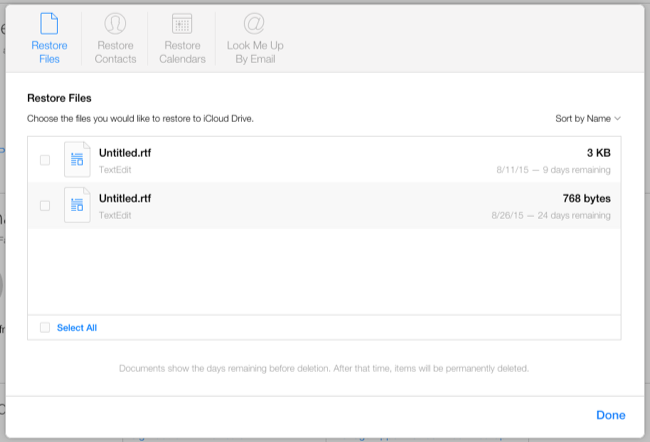 Restore
Files
Restore
Contacts
Restore
Calendars
Look Me Up
By Email
Restore Files
Choose the files you would like to restore to iCloud Drive.
Sort by Name
Untitled.rtf
3 KB
TextEdit
8/11/15 — 9 days remaining
Untitled.rtf
768 bytes
TextEdit
8/26/15 — 24 days remaining
Select All
Documents show the days remaining before deletion. After that time, items will be permanently deleted.
Done